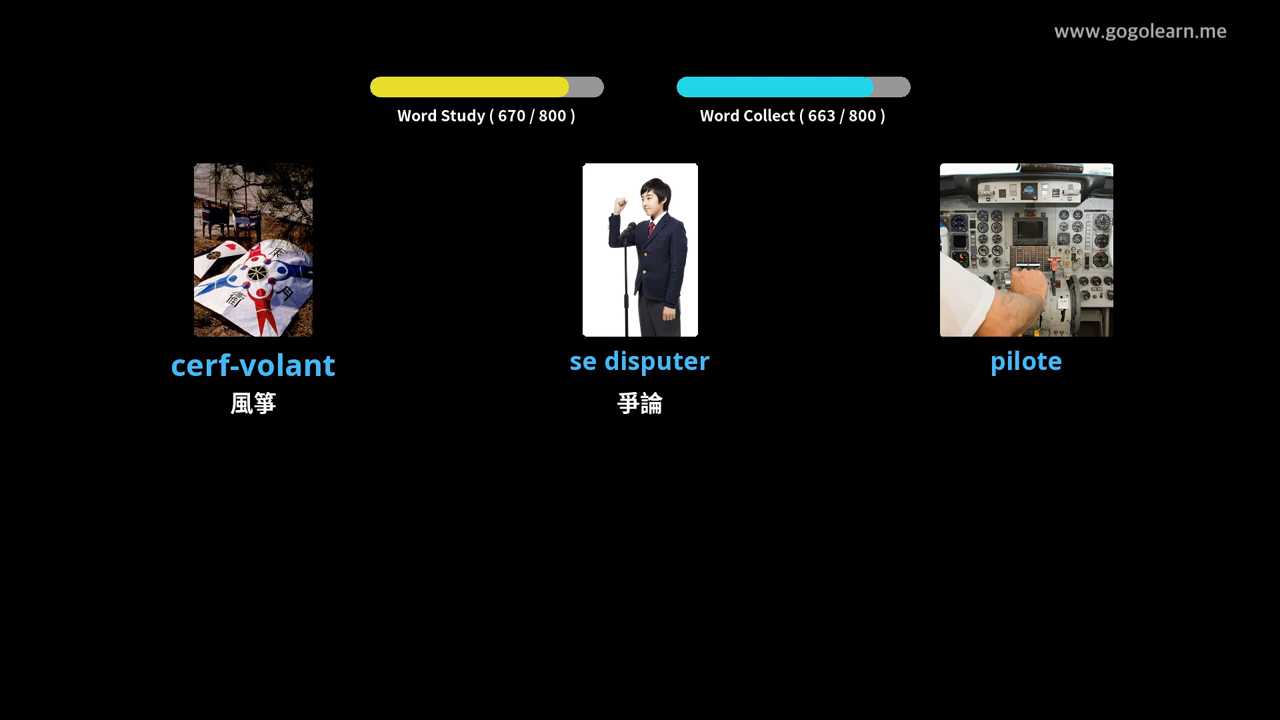 www.gogolearn.me
Word Study ( 670 / 800 )
Word Collect ( 663 / 800 )
cerf-volant
風箏
se disputer
爭論
pilote